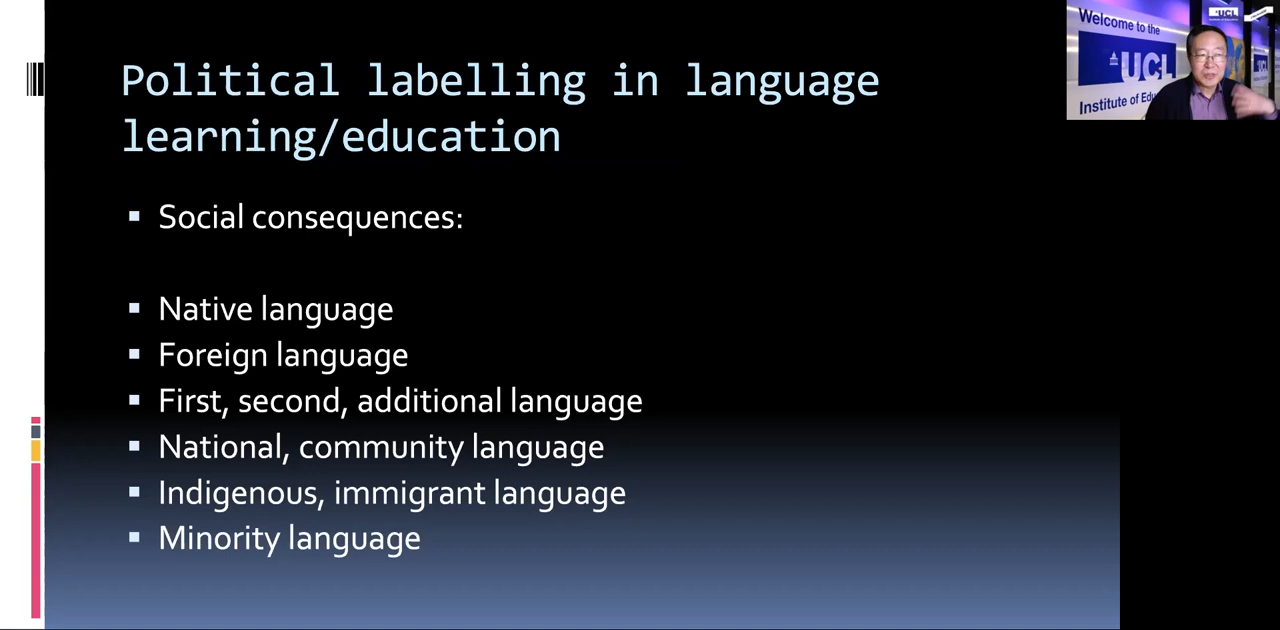 Political labelling in language
learning/education
Social consequences:
Native language
Foreign language
First, second, additional language
National, community language
Indigenous, immigrant language
Minority language
Welcome to the
UCL
Institute of Edu
UCL